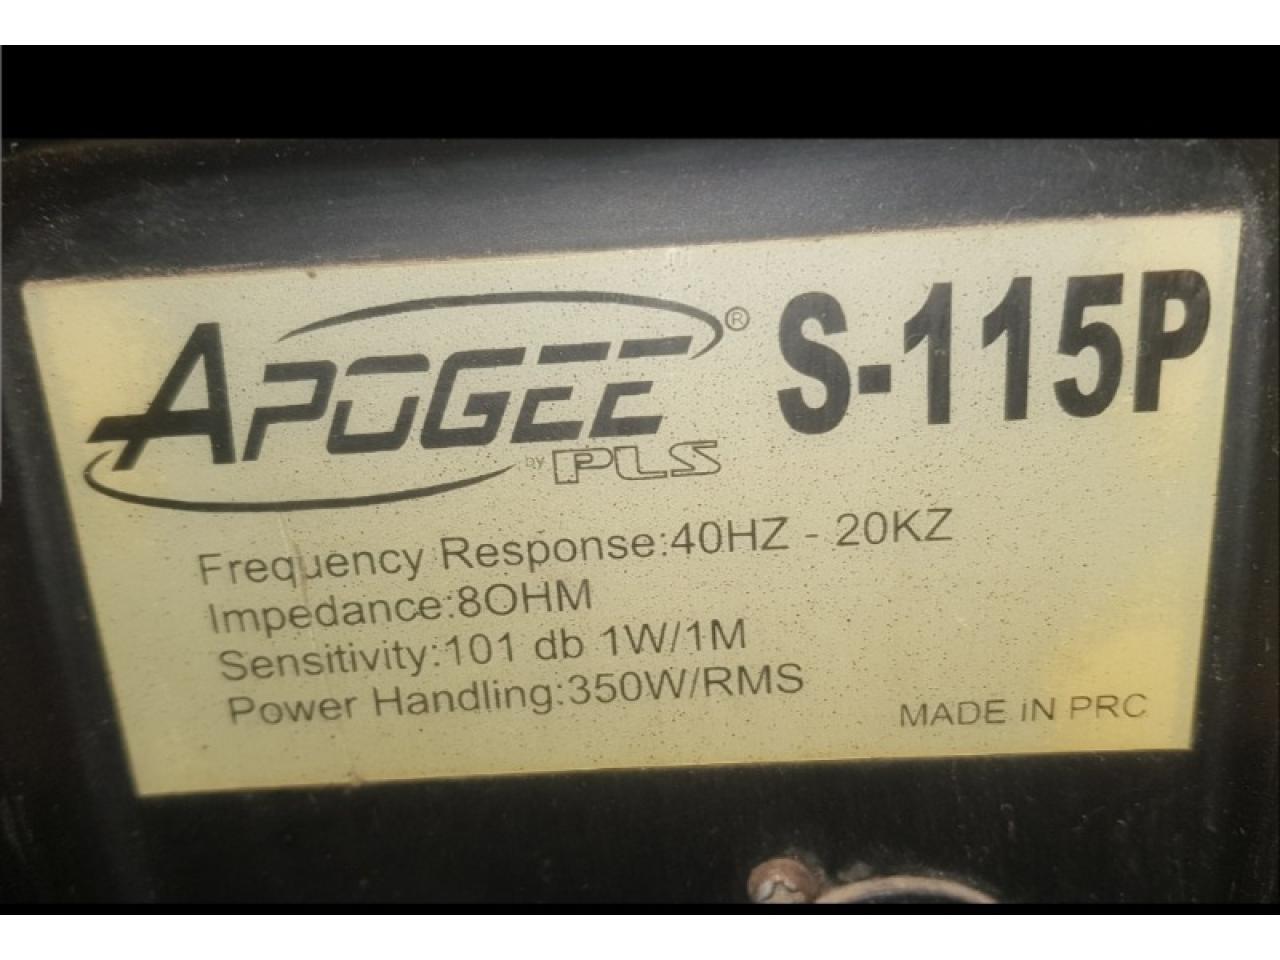 APOGEE® S-115P
by PLS
Frequency Response:40HZ - 20KZ
Impedance:8OHM
Sensitivity:101 db 1W/1M
Power Handling:350W/RMS
MADE iN PRC